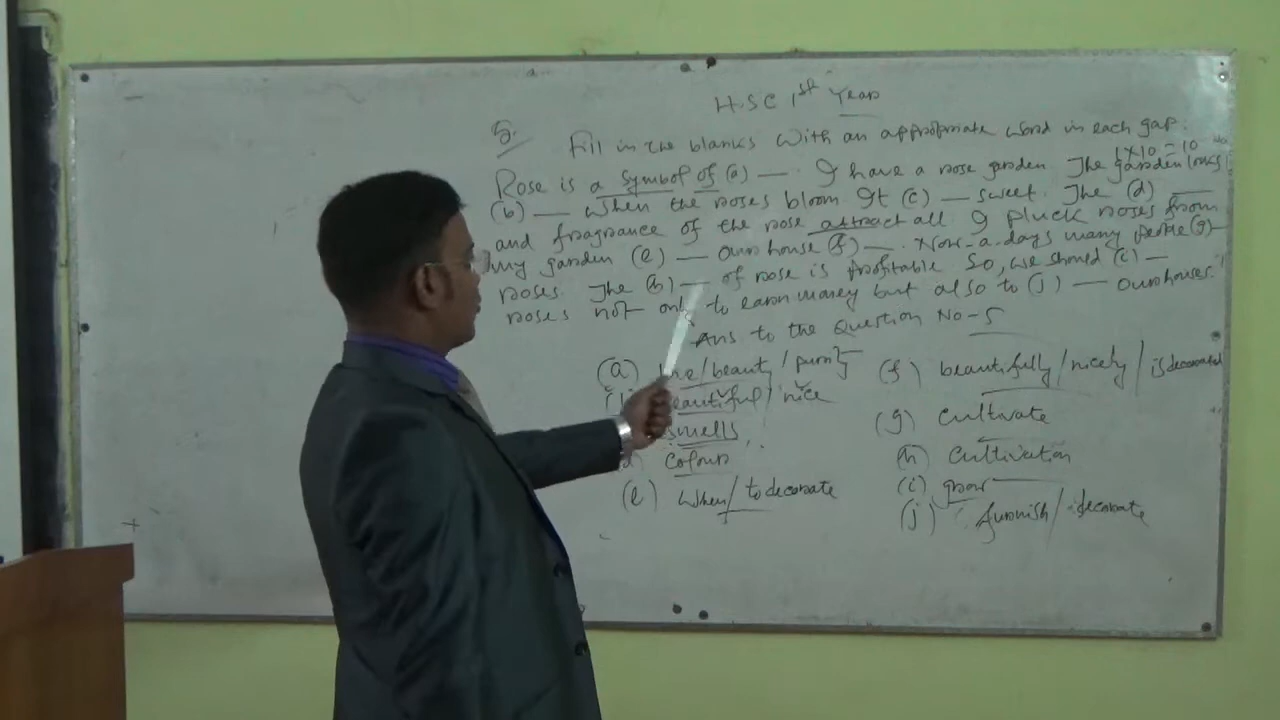 H.SC 1st Year
5. Fill in the blanks with an appropriate word in each gap.
1×10=10
Rose is a symbol of (a) — . I have a rose garden. The garden looks
(b) — when the roses bloom. It (c) — sweet. The (d) —
and fragrance of the rose attract all. I pluck roses from
my garden (e) — our house (f) — . Now-a-days many people (g) —
roses. The (h) — of rose is profitable. So, we should (i) —
roses not only to earn money but also to (j) — our houses.
Ans to the Question No-5
(a) /beauty/purity
beautiful/nice
smells
colour
(e) when/to decorate
(f) beautifully/nicely/is decorated
(g) cultivate
(h) cultivation
(i) grow
(j) furnish/decorate